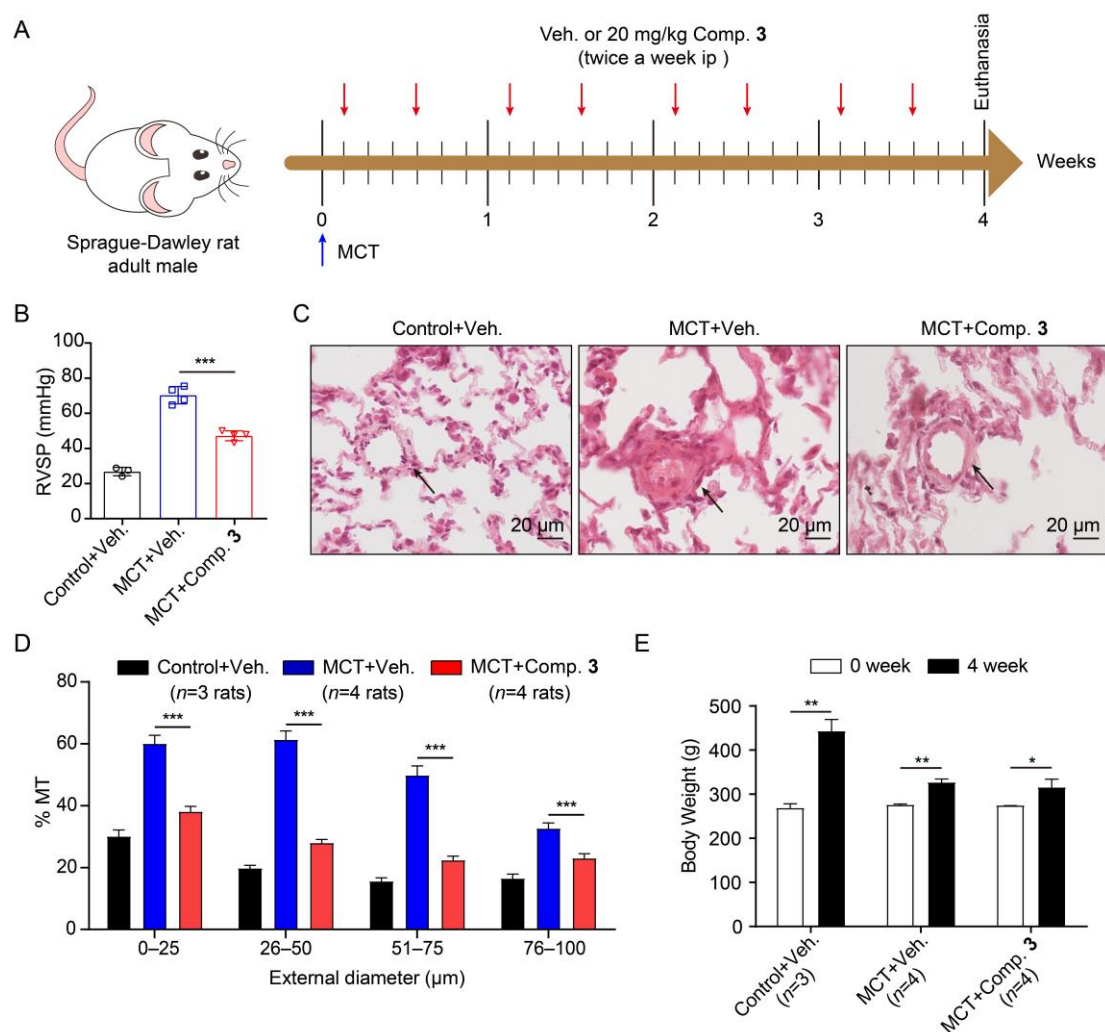 A
Veh. or 20 mg/kg Comp. 3
(twice a week ip )
Euthanasia
Weeks
0
1
2
3
4
MCT
Sprague-Dawley rat
adult male
B
RVSP (mmHg)
100
80
60
40
20
0
***
Control+Veh.
MCT+Veh.
MCT+Comp. 3
C
Control+Veh.
MCT+Veh.
MCT+Comp. 3
20 µm
20 µm
20 µm
D
Control+Veh.
(n=3 rats)
MCT+Veh.
(n=4 rats)
MCT+Comp. 3
(n=4 rats)
% MT
80
60
40
20
0
***
***
***
***
0–25
26–50
51–75
76–100
External diameter (µm)
E
0 week
4 week
Body Weight (g)
500
400
300
200
100
0
**
**
*
Control+Veh.
(n=3)
MCT+Veh.
(n=4)
MCT+Comp. 3
(n=4)